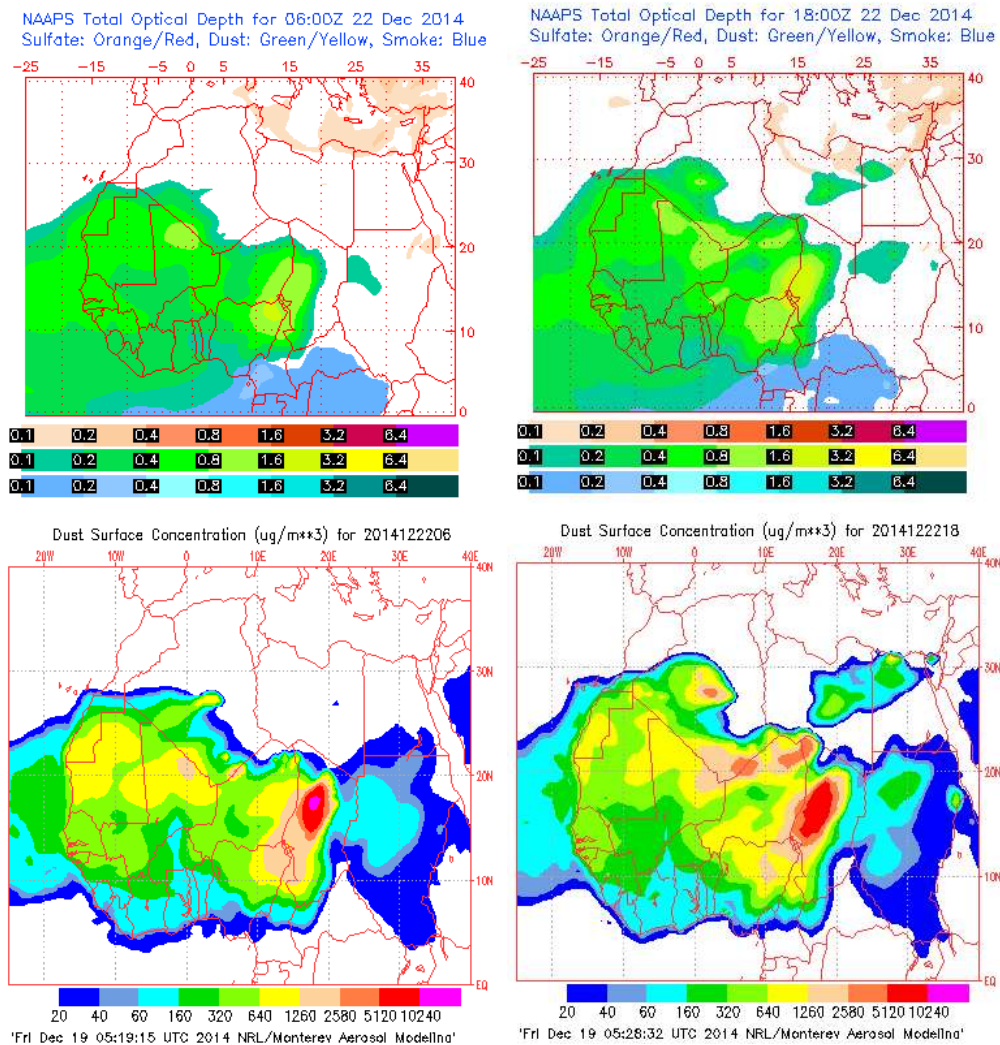 NAAPS Total Optical Depth for 06:00Z 22 Dec 2014
Sulfate: Orange/Red, Dust: Green/Yellow, Smoke: Blue
-25 -15 -5 0 5 15 25 35
40
30
20
10
0
0.1 0.2 0.4 0.8 1.6 3.2 6.4
0.1 0.2 0.4 0.8 1.6 3.2 6.4
0.1 0.2 0.4 0.8 1.6 3.2 6.4
NAAPS Total Optical Depth for 18:00Z 22 Dec 2014
Sulfate: Orange/Red, Dust: Green/Yellow, Smoke: Blue
-25 -15 -5 0 5 15 25 35
40
30
20
10
0
0.1 0.2 0.4 0.8 1.6 3.2 6.4
0.1 0.2 0.4 0.8 1.6 3.2 6.4
0.1 0.2 0.4 0.8 1.6 3.2 6.4
Dust Surface Concentration (ug/m**3) for 2014122206
20W 10W 0 10E 20E 30E 40E
40N
30N
20N
10N
EQ
20 40 60 160 320 640 1260 2580 5120 10240
'Fri Dec 19 05:19:15 UTC 2014 NRL/Monterey Aerosol Modeling'
Dust Surface Concentration (ug/m**3) for 2014122218
20W 10W 0 10E 20E 30E 40E
40N
30N
20N
10N
EQ
20 40 60 160 320 640 1260 2580 5120 10240
'Fri Dec 19 05:28:32 UTC 2014 NRL/Monterey Aerosol Modeling'